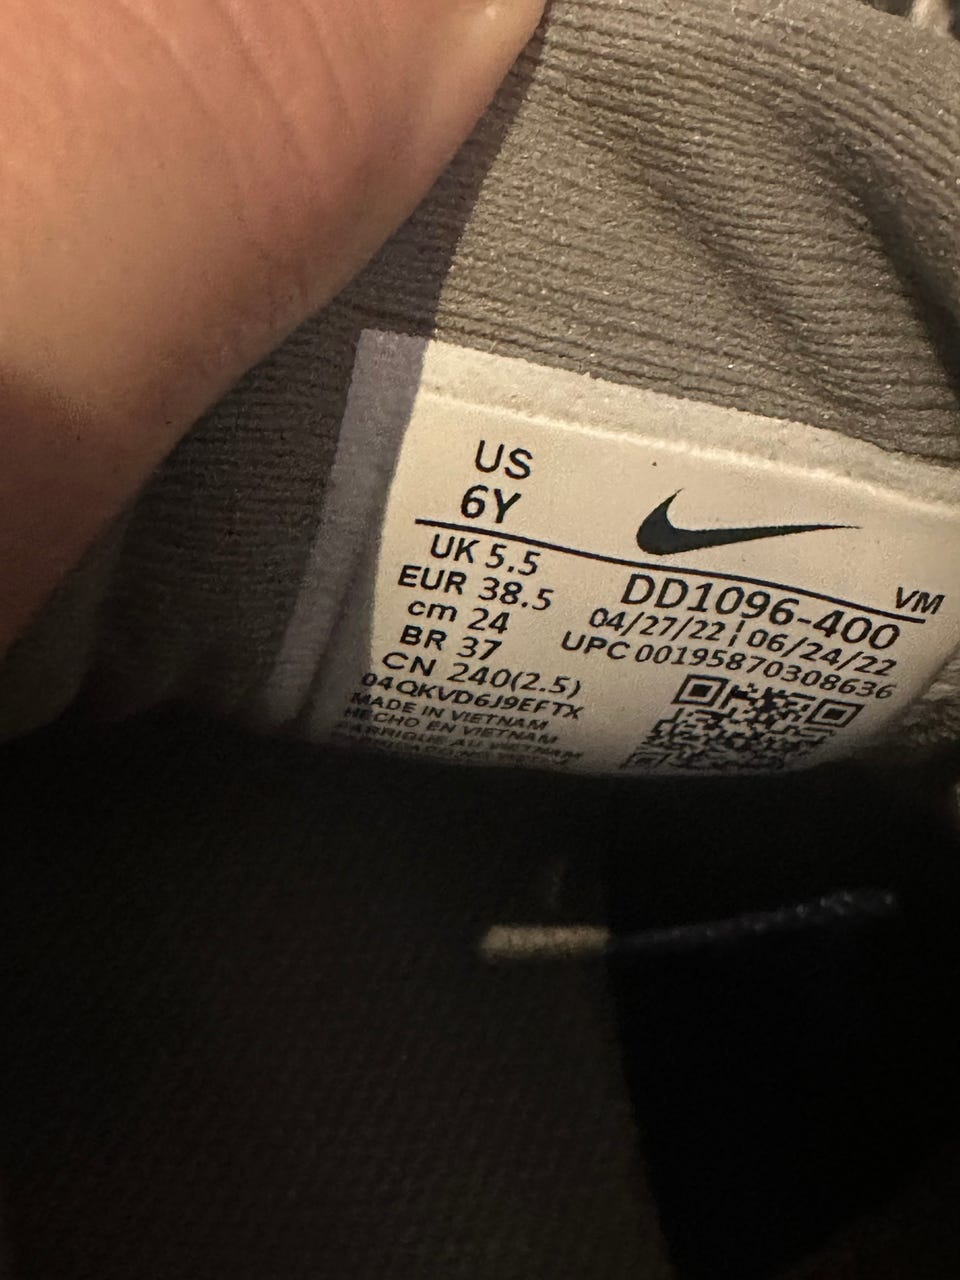 US
6Y
UK 5.5
EUR 38.5
cm 24
BR 37
CN 240(2.5)
04QKVD6J9EFTX
MADE IN VIETNAM
HECHO EN VIETNAM
VM
DD1096-400
04/27/22 ¦ 06/24/22
UPC 00195870308636